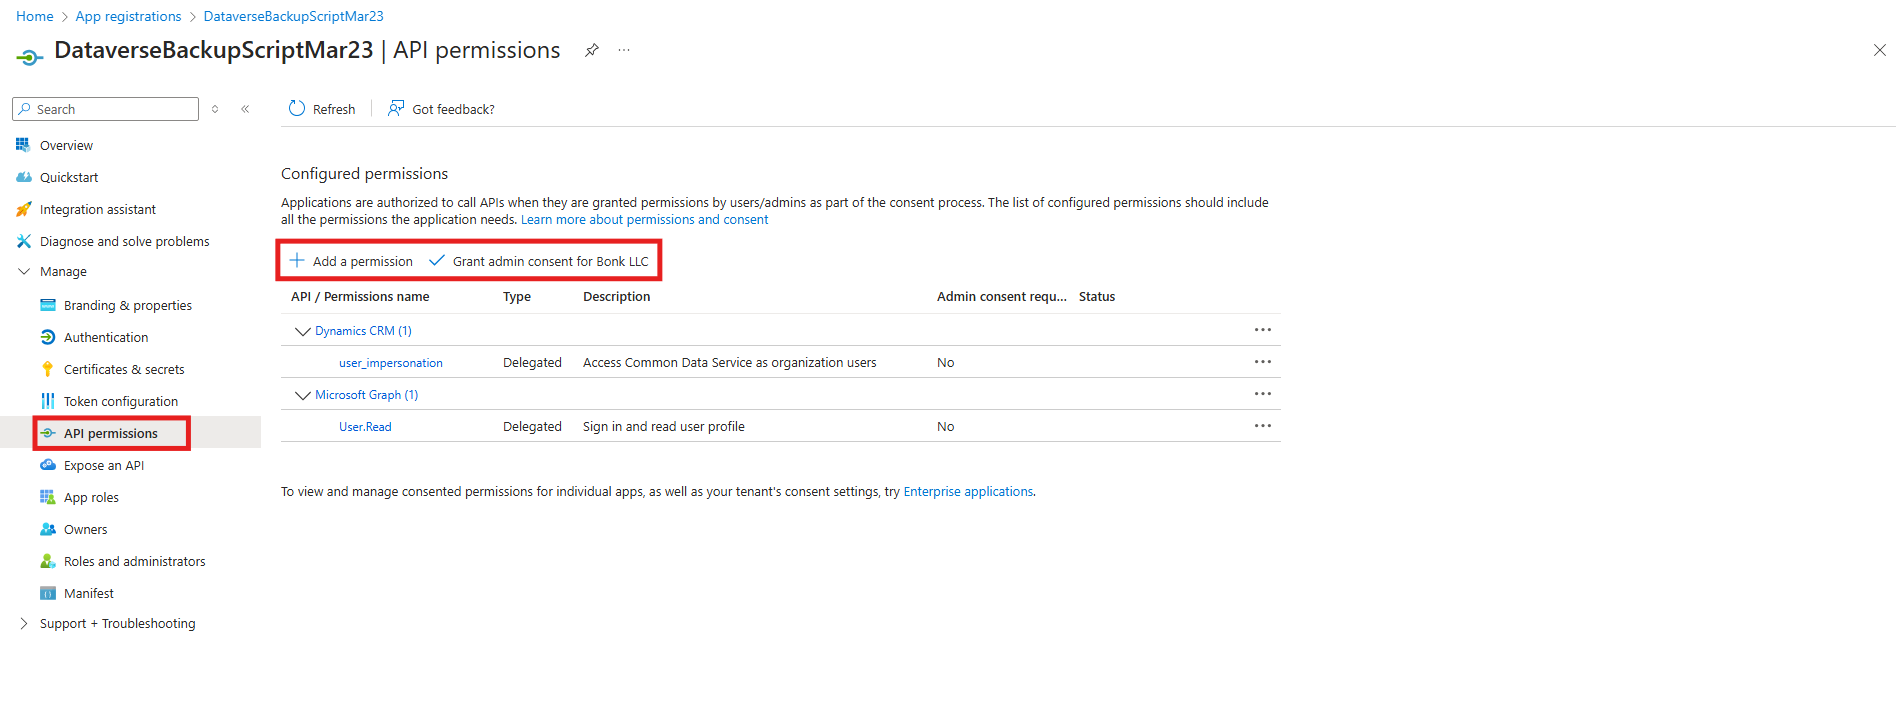 Home > App registrations > DataverseBackupScriptMar23
DataverseBackupScriptMar23 | API permissions
Search
Refresh
Got feedback?
Overview
Quickstart
Integration assistant
Diagnose and solve problems
Manage
Branding & properties
Authentication
Certificates & secrets
Token configuration
API permissions
Expose an API
App roles
Owners
Roles and administrators
Manifest
Support + Troubleshooting
Configured permissions
Applications are authorized to call APIs when they are granted permissions by users/admins as part of the consent process. The list of configured permissions should include
all the permissions the application needs. Learn more about permissions and consent
Add a permission Grant admin consent for Bonk LLC
API / Permissions name Type Description Admin consent requ... Status
Dynamics CRM (1)
user_impersonation Delegated Access Common Data Service as organization users No
Microsoft Graph (1)
User.Read Delegated Sign in and read user profile No
To view and manage consented permissions for individual apps, as well as your tenant's consent settings, try Enterprise applications.